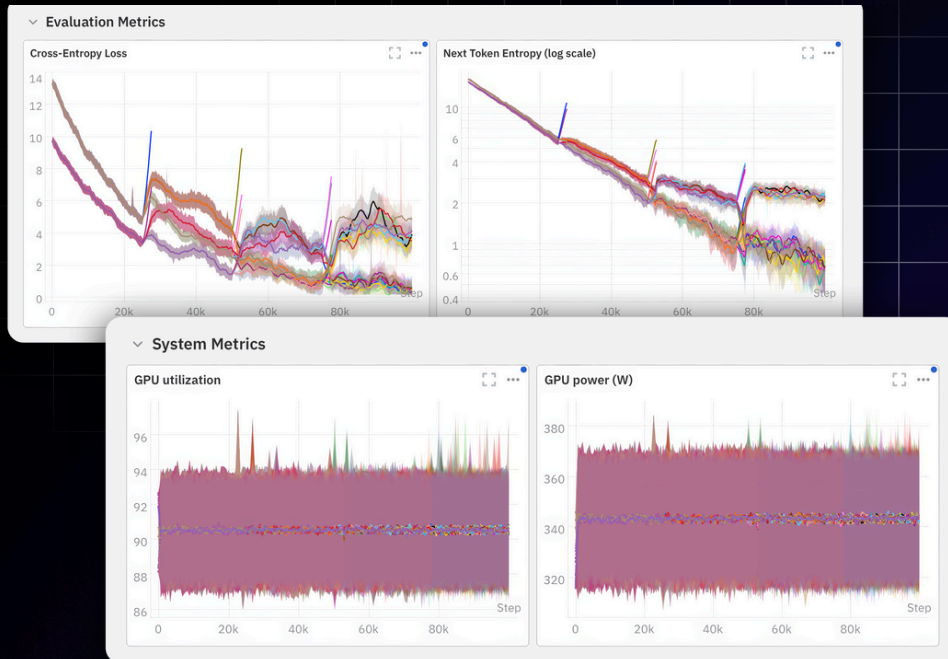 Evaluation Metrics
Cross-Entropy Loss
14
12
10
8
6
4
2
0
0
20k
40k
60k
80k
Step
Next Token Entropy (log scale)
10
6
4
2
1
0.6
0.4
0
20k
40k
60k
80k
Step
System Metrics
GPU utilization
96
94
92
90
88
86
0
20k
40k
60k
80k
Step
GPU power (W)
380
360
340
320
0
20k
40k
60k
80k
Step